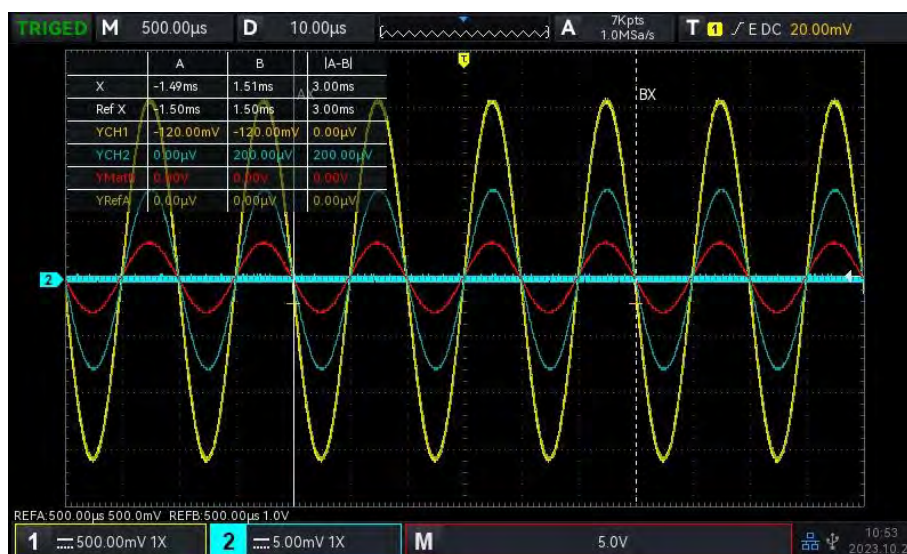 TRIGED M 500.00μs D 10.00μs A 7Kpts 1.0MSa/s T 1 E DC 20.00mV
T
A B |A-B|
X -1.49ms 1.51ms 3.00ms
Ref X -1.50ms 1.50ms 3.00ms
YCH1 -120.00mV -120.00mV 0.00μV
YCH2 0.00μV 200.00μV 200.00μV
YMath 0.00V 0.00V 0.00V
YRefA 0.00μV 0.00μV 0.00μV
BX
2
REFA:500.00μs 500.0mV REFB:500.00μs 1.0V
1 500.00mV 1X 2 5.00mV 1X M 5.0V
10:53
2023.10.2